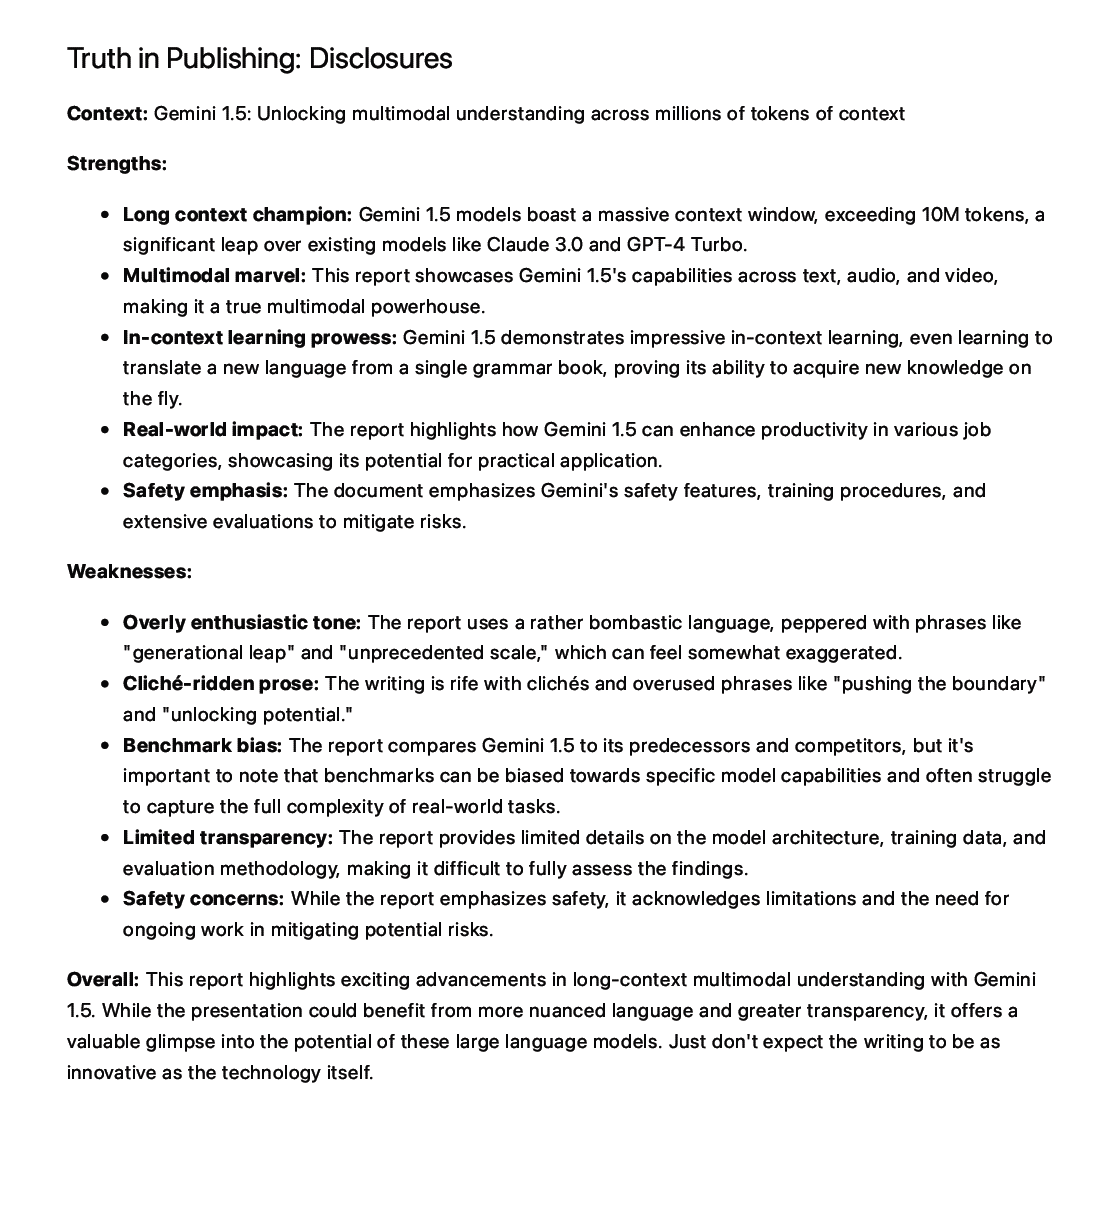 Truth in Publishing: Disclosures
Context: Gemini 1.5: Unlocking multimodal understanding across millions of tokens of context
Strengths:
• Long context champion: Gemini 1.5 models boast a massive context window, exceeding 10M tokens, a
significant leap over existing models like Claude 3.0 and GPT-4 Turbo.
• Multimodal marvel: This report showcases Gemini 1.5's capabilities across text, audio, and video,
making it a true multimodal powerhouse.
• In-context learning prowess: Gemini 1.5 demonstrates impressive in-context learning, even learning to
translate a new language from a single grammar book, proving its ability to acquire new knowledge on
the fly.
• Real-world impact: The report highlights how Gemini 1.5 can enhance productivity in various job
categories, showcasing its potential for practical application.
• Safety emphasis: The document emphasizes Gemini's safety features, training procedures, and
extensive evaluations to mitigate risks.
Weaknesses:
• Overly enthusiastic tone: The report uses a rather bombastic language, peppered with phrases like
"generational leap" and "unprecedented scale," which can feel somewhat exaggerated.
• Cliché-ridden prose: The writing is rife with clichés and overused phrases like "pushing the boundary"
and "unlocking potential."
• Benchmark bias: The report compares Gemini 1.5 to its predecessors and competitors, but it's
important to note that benchmarks can be biased towards specific model capabilities and often struggle
to capture the full complexity of real-world tasks.
• Limited transparency: The report provides limited details on the model architecture, training data, and
evaluation methodology, making it difficult to fully assess the findings.
• Safety concerns: While the report emphasizes safety, it acknowledges limitations and the need for
ongoing work in mitigating potential risks.
Overall: This report highlights exciting advancements in long-context multimodal understanding with Gemini
1.5. While the presentation could benefit from more nuanced language and greater transparency, it offers a
valuable glimpse into the potential of these large language models. Just don't expect the writing to be as
innovative as the technology itself.